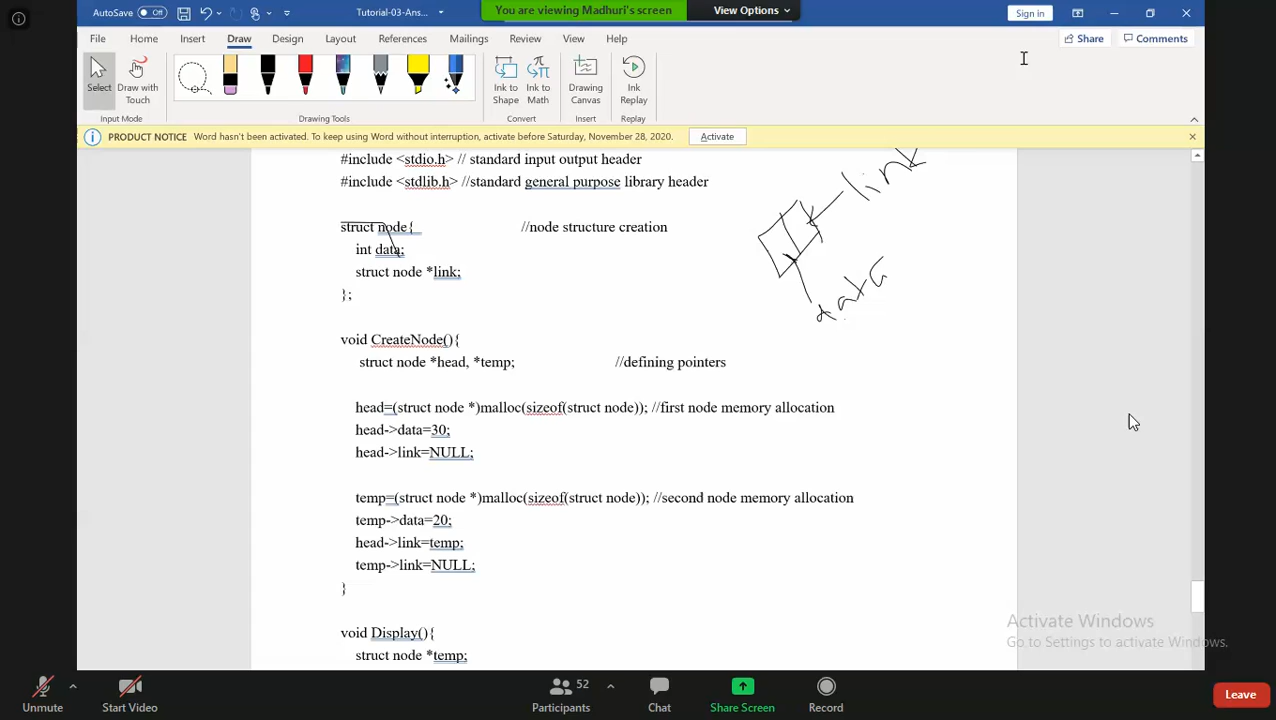 You are viewing Madhuri's screen
View Options
AutoSave Off
Tutorial-03-Ans...
Sign in
File Home Insert Draw Design Layout References Mailings Review View Help
Share Comments
Select
Draw with Touch
Ink to Shape
Ink to Math
Drawing Canvas
Ink Replay
Input Mode
Drawing Tools
Convert
Insert
Replay
PRODUCT NOTICE Word hasn't been activated. To keep using Word without interruption, activate before Saturday, November 28, 2020. Activate
#include <stdio.h> // standard input output header
#include <stdlib.h> //standard general purpose library header
link
struct node{ //node structure creation
int data;
struct node *link;
data
};
void CreateNode(){
struct node *head, *temp; //defining pointers
head=(struct node *)malloc(sizeof(struct node)); //first node memory allocation
head->data=30;
head->link=NULL;
temp=(struct node *)malloc(sizeof(struct node)); //second node memory allocation
temp->data=20;
head->link=temp;
temp->link=NULL;
}
void Display(){
struct node *temp;
Activate Windows
Go to Settings to activate Windows.
Unmute
Start Video
52
Participants
Chat
Share Screen
Record
Leave